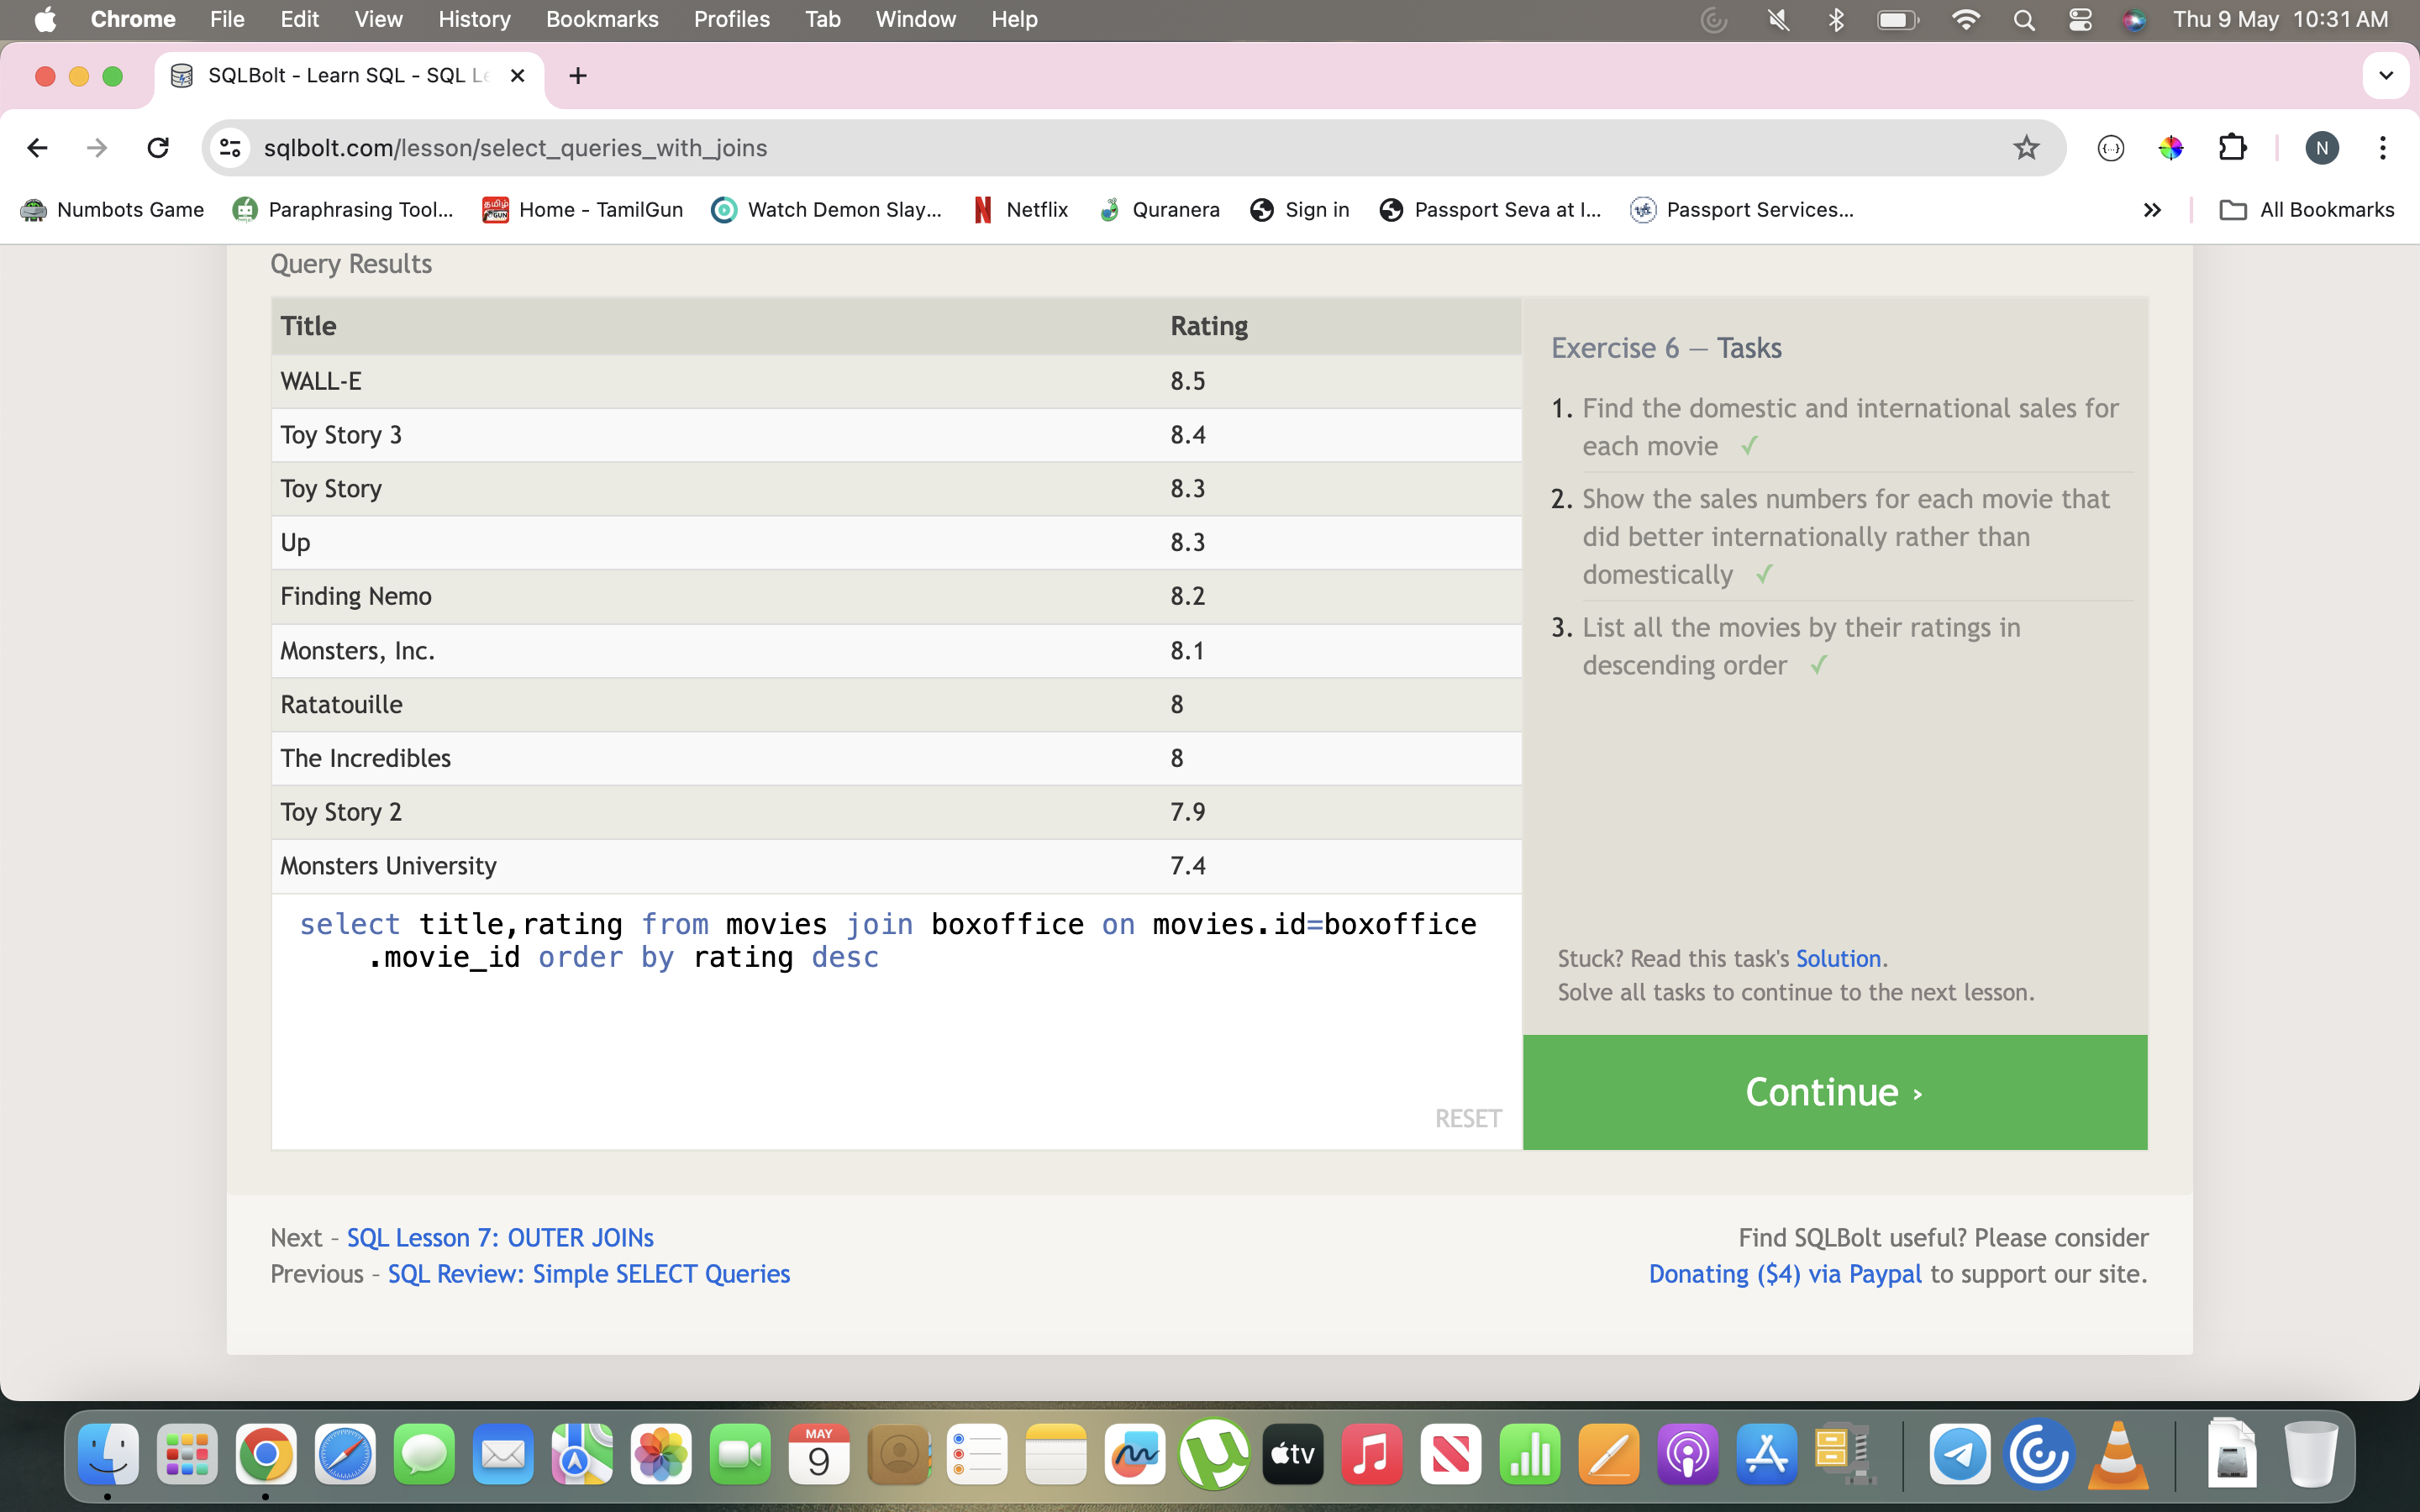 Chrome File Edit View History Bookmarks Profiles Tab Window Help Thu 9 May 10:31 AM
SQLBolt - Learn SQL - SQL Le
sqlbolt.com/lesson/select_queries_with_joins
N
Numbots Game Paraphrasing Tool... Home - TamilGun Watch Demon Slay... Netflix Quranera Sign in Passport Seva at I... Passport Services... All Bookmarks
Query Results
Title Rating
WALL-E 8.5
Toy Story 3 8.4
Toy Story 8.3
Up 8.3
Finding Nemo 8.2
Monsters, Inc. 8.1
Ratatouille 8
The Incredibles 8
Toy Story 2 7.9
Monsters University 7.4
select title,rating from movies join boxoffice on movies.id=boxoffice
.movie_id order by rating desc
RESET
Exercise 6 — Tasks
1. Find the domestic and international sales for
each movie ✓
2. Show the sales numbers for each movie that
did better internationally rather than
domestically ✓
3. List all the movies by their ratings in
descending order ✓
Stuck? Read this task's Solution.
Solve all tasks to continue to the next lesson.
Continue ›
Next – SQL Lesson 7: OUTER JOINs
Previous – SQL Review: Simple SELECT Queries
Find SQLBolt useful? Please consider
Donating ($4) via Paypal to support our site.
MAY
9
tv